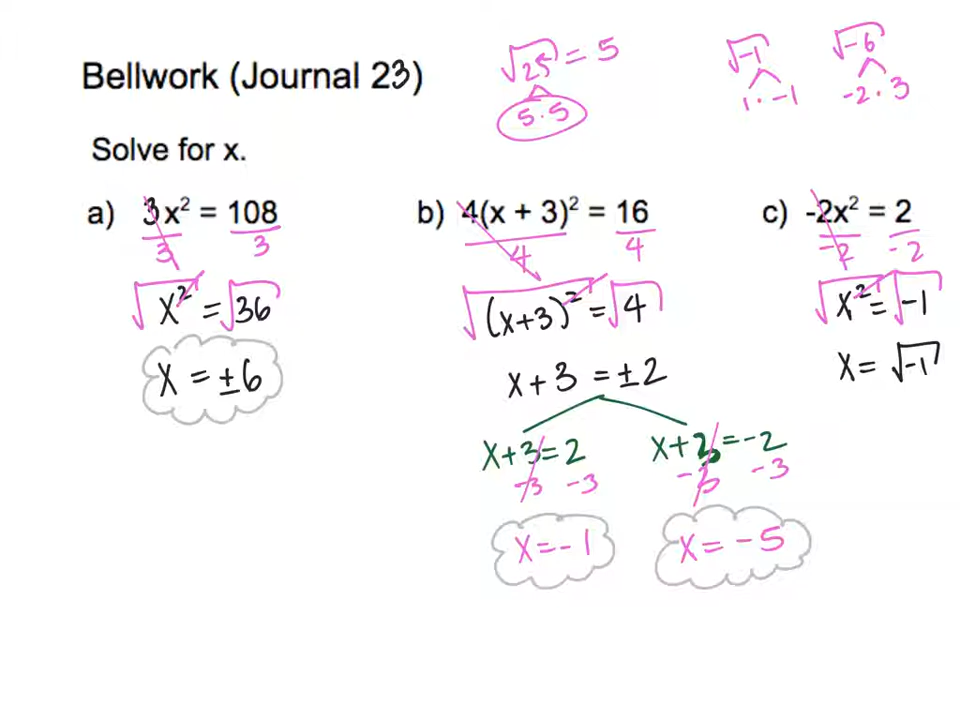 Bellwork (Journal 23)
√25 = 5
5·5
√-1
1·-1
√-6
-2·3
Solve for x.
a) 3x² = 108
3 3
√x² = √36
x = ±6
b) 4(x + 3)² = 16
4 4
√(x+3)² = √4
x+3 = ±2
x+3=2
-3 -3
x=-1
x+3=-2
-3 -3
x=-5
c) -2x² = 2
-2 -2
√x² = √-1
x= √-1